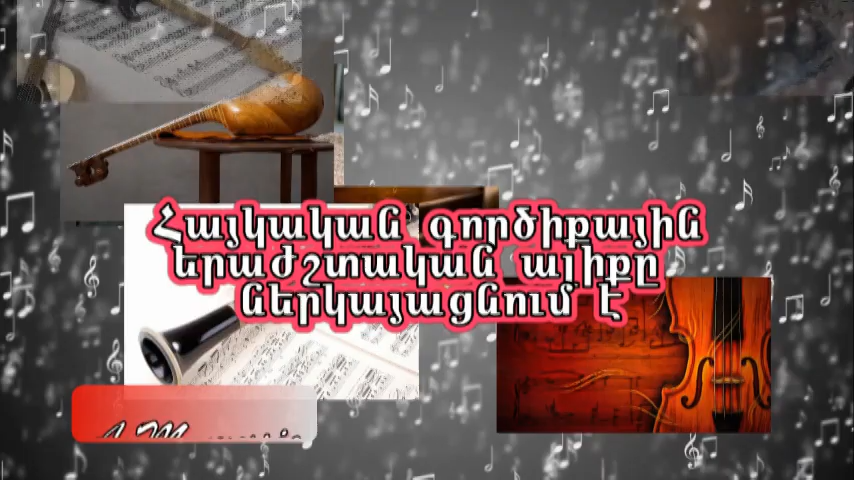 Հայկական գործիքային
երաժշտական ալիքը
ներկայացնում է